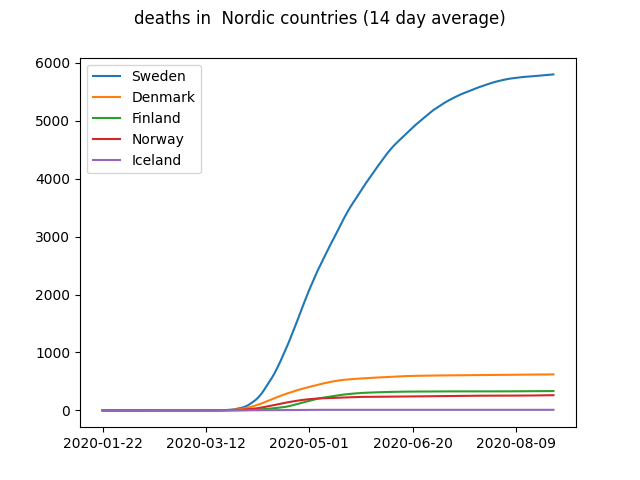 deaths in  Nordic countries (14 day average)
6000
5000
4000
3000
2000
1000
0
Sweden
Denmark
Finland
Norway
Iceland
2020-01-22 2020-03-12 2020-05-01 2020-06-20 2020-08-09